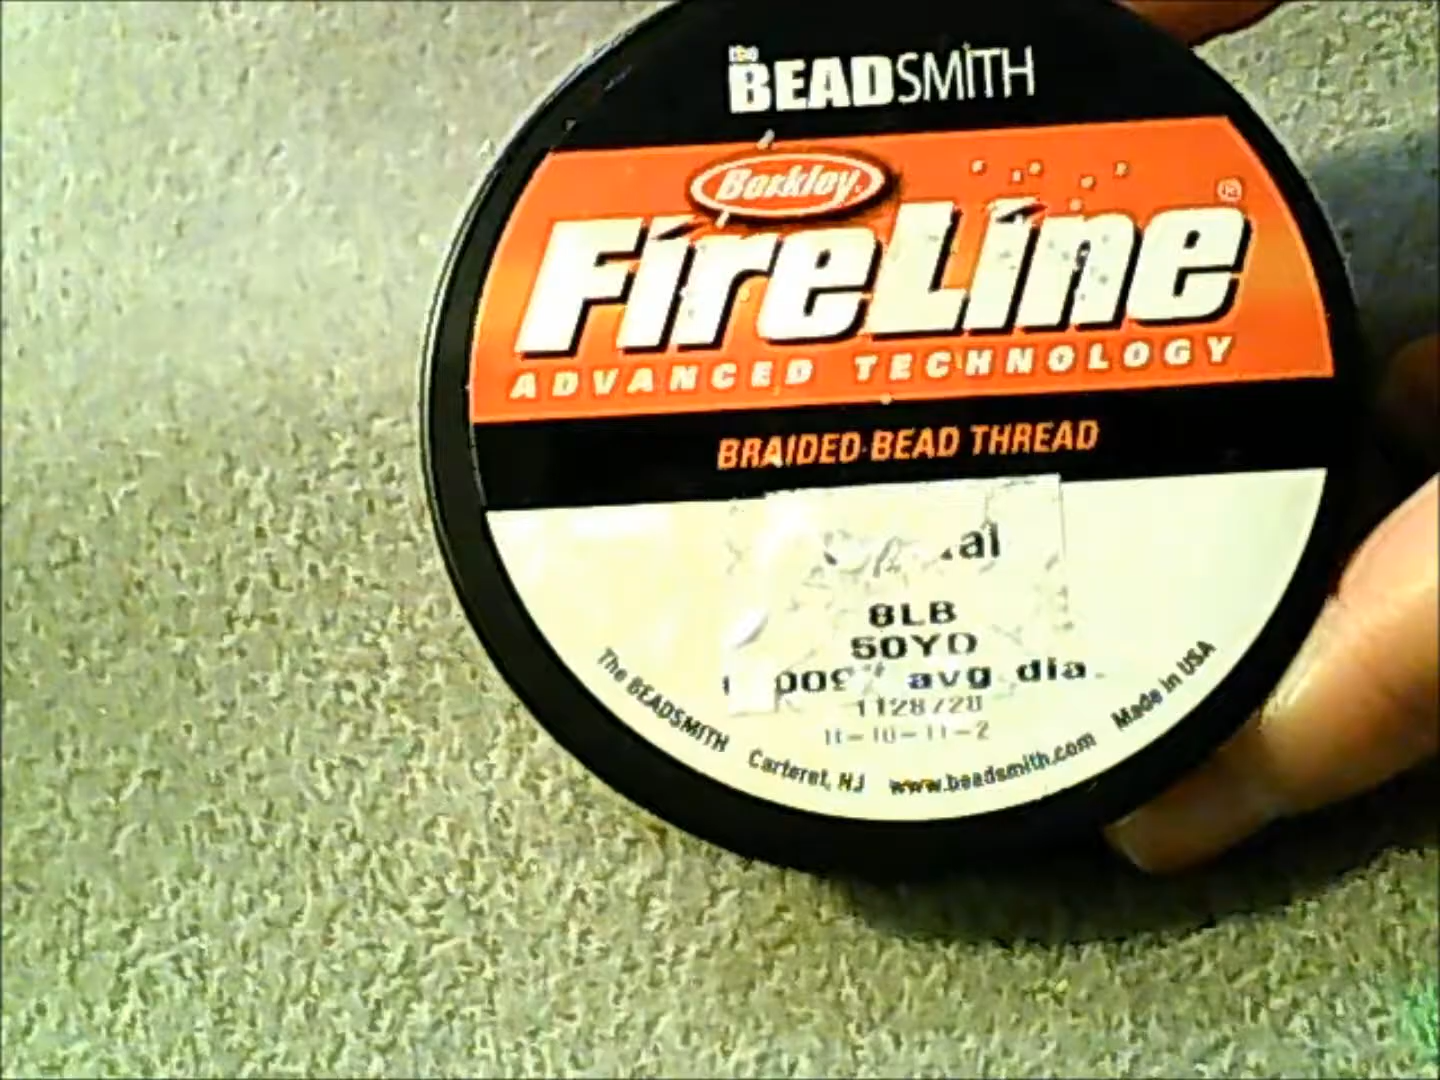 the
BEADSMITH
Berkley
FireLine®
ADVANCED TECHNOLOGY
BRAIDED BEAD THREAD
8LB
50YD
avg dia.
The BEADSMITH Carteret, NJ www.beadsmith.com Made in USA